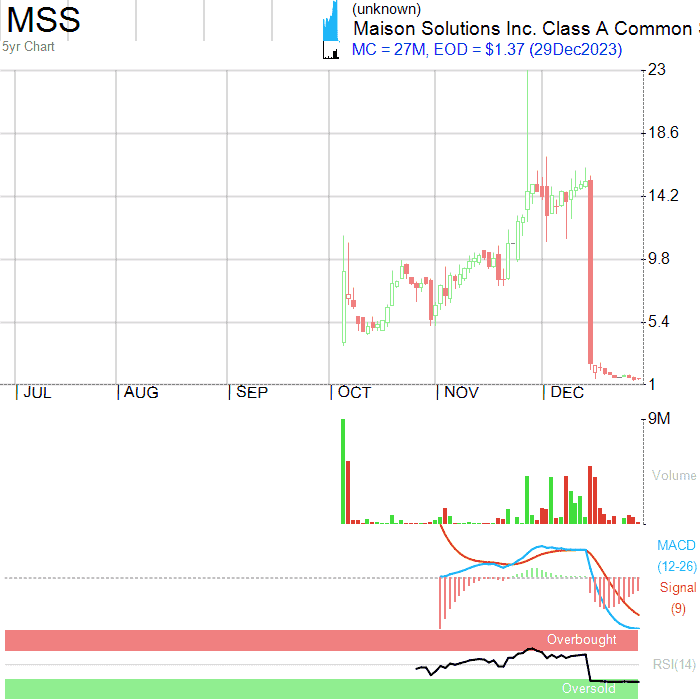 MSS
5yr Chart
(unknown)
Maison Solutions Inc. Class A Common
MC = 27M, EOD = $1.37 (29Dec2023)
23
18.6
14.2
9.8
5.4
1
JUL AUG SEP OCT NOV DEC
9M
Volume
MACD
(12-26)
Signal
(9)
Overbought
RSI(14)
Oversold